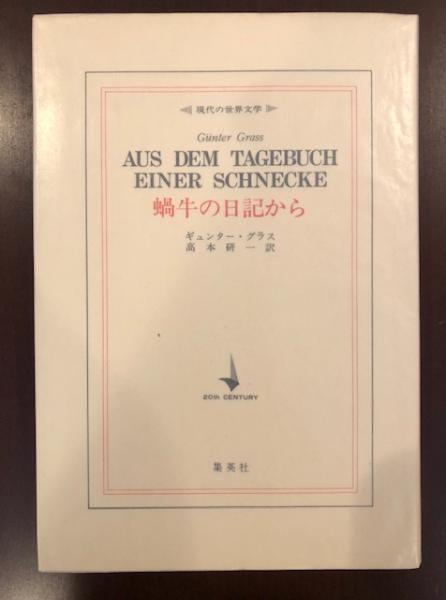 現代の世界文学
Günter Grass
AUS DEM TAGEBUCH
EINER SCHNECKE
蝸牛の日記から
ギュンター・グラス
高本研一訳
20th CENTURY
集英社